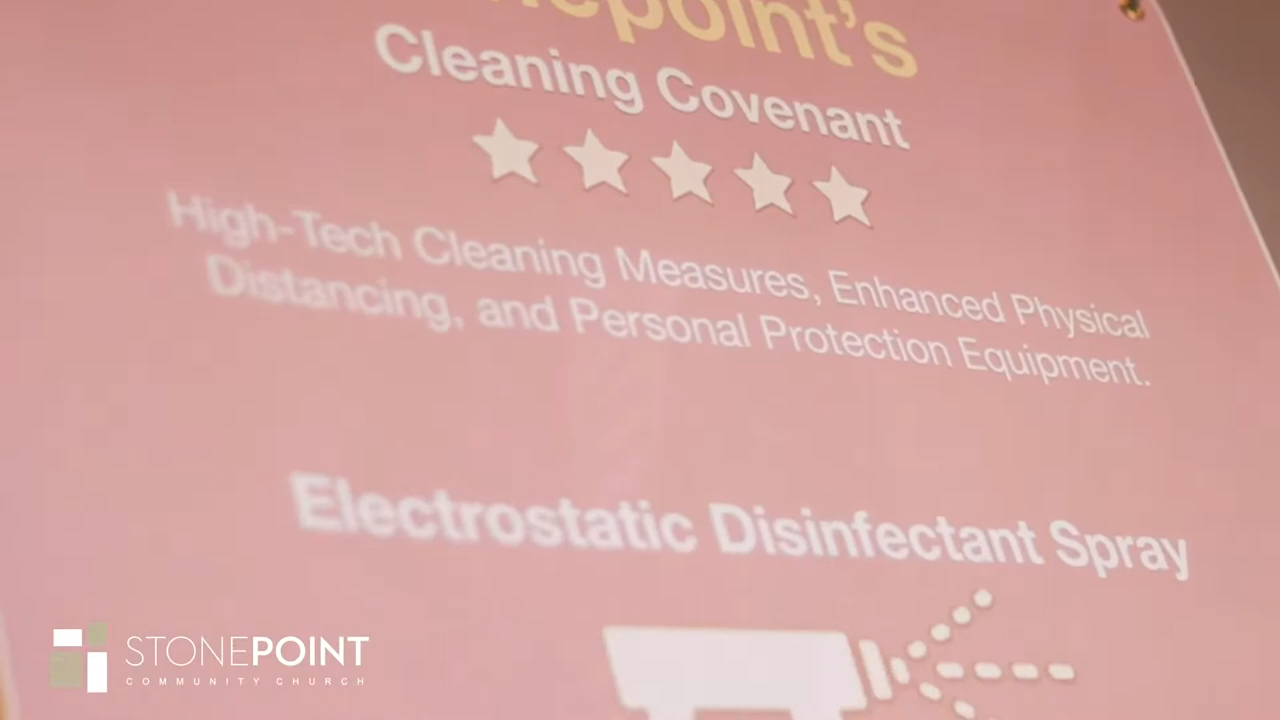 nepoint's
Cleaning Covenant
High-Tech Cleaning Measures, Enhanced Physical
Distancing, and Personal Protection Equipment.
Electrostatic Disinfectant Spray
STONEPOINT
COMMUNITY CHURCH